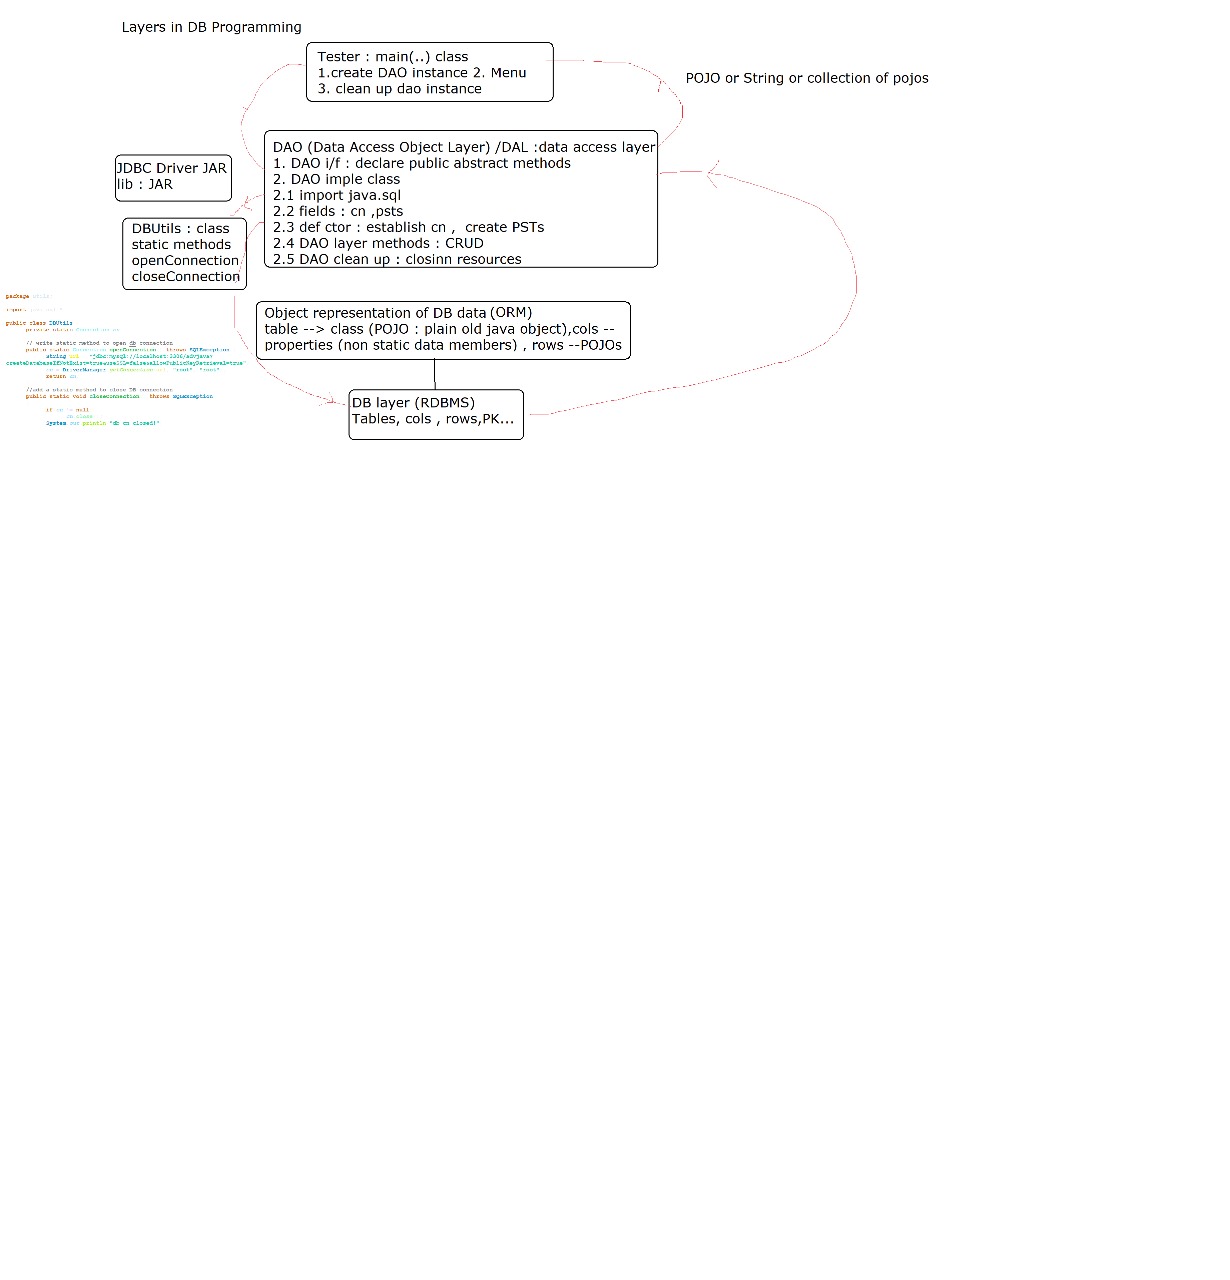 Layers in DB Programming
Tester : main(..) class
1.create DAO instance 2. Menu
3. clean up dao instance
POJO or String or collection of pojos
DAO (Data Access Object Layer) /DAL :data access layer
1. DAO i/f : declare public abstract methods
2. DAO imple class
2.1 import java.sql
2.2 fields : cn ,psts
2.3 def ctor : establish cn , create PSTs
2.4 DAO layer methods : CRUD
2.5 DAO clean up : closinn resources
JDBC Driver JAR
lib : JAR
DBUtils : class
static methods
openConnection
closeConnection
package
import
public class DBUtils
private static Connection cn
// write static method to open db connection
public static Connection openConnection throws SQLException
String url "jdbc:mysql://localhost:3306/advjava?
createDatabaseIfNotExist=true&useSSL=false&allowPublicKeyRetrieval=true"
DriverManager "root" "root"
return cn
//add a static method to close DB connection
public static void closeConnection throws SQLException
if cn null
cn close
System out println "db cn closed!"
Object representation of DB data (ORM)
table --> class (POJO : plain old java object),cols --
properties (non static data members) , rows --POJOs
DB layer (RDBMS)
Tables, cols , rows,PK...